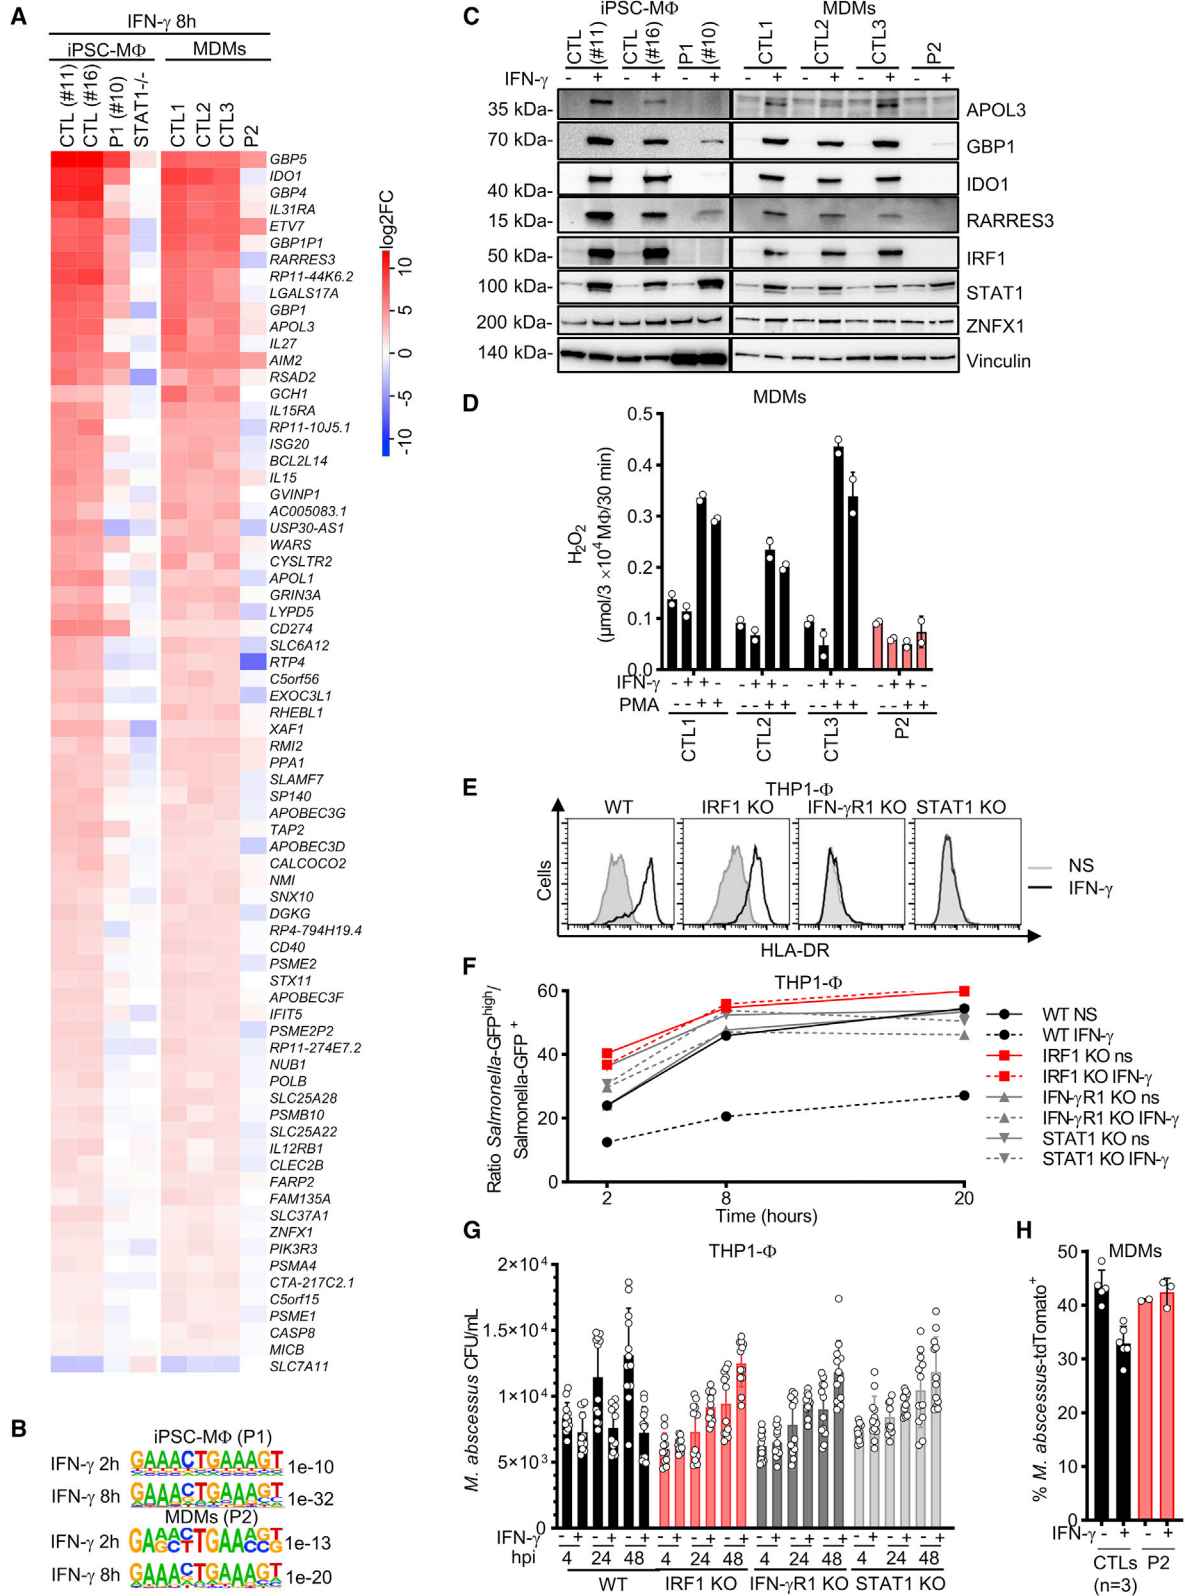 A
IFN-γ 8h
iPSC-MΦ
MDMs
CTL (#11)
CTL (#16)
P1 (#10)
STAT1-/-
CTL1
CTL2
CTL3
P2
GBP5
IDO1
GBP4
IL31RA
ETV7
GBP1P1
RARRES3
RP11-44K6.2
LGALS17A
GBP1
APOL3
IL27
AIM2
RSAD2
GCH1
IL15RA
RP11-10J5.1
ISG20
BCL2L14
IL15
GVINP1
AC005083.1
USP30-AS1
WARS
CYSLTR2
APOL1
GRIN3A
LYPD5
CD274
SLC6A12
RTP4
C5orf56
EXOC3L1
RHEBL1
XAF1
RMI2
PPA1
SLAMF7
SP140
APOBEC3G
TAP2
APOBEC3D
CALCOCO2
NMI
SNX10
DGKG
RP4-794H19.4
CD40
PSME2
STX11
APOBEC3F
IFIT5
PSME2P2
RP11-274E7.2
NUB1
POLB
SLC25A28
PSMB10
SLC25A22
IL12RB1
CLEC2B
FARP2
FAM135A
SLC37A1
ZNFX1
PIK3R3
PSMA4
CTA-217C2.1
C5orf15
PSME1
CASP8
MICB
SLC7A11
log2FC
10
5
0
-5
-10
B
iPSC-MΦ (P1)
IFN-γ 2h GAAACTGAAAGT 1e-10
IFN-γ 8h GAAACTGAAAGT 1e-32
MDMs (P2)
IFN-γ 2h 1e-13
IFN-γ 8h GAAACTGAAAGT 1e-20
C
iPSC-MΦ
MDMs
CTL (#11)
CTL (#16)
P1 (#10)
CTL1
CTL2
CTL3
P2
IFN-γ - + - + - + - + - + - + - +
35 kDa- APOL3
70 kDa- GBP1
40 kDa- IDO1
15 kDa- RARRES3
50 kDa- IRF1
100 kDa- STAT1
200 kDa- ZNFX1
140 kDa- Vinculin
D
MDMs
H2O2
(μmol/3 ×10⁴ MΦ/30 min)
0.5
0.4
0.3
0.2
0.1
0.0
IFN-γ - + + - - + + - - + + - - + + -
PMA - - + + - - + + - - + + - - + +
CTL1
CTL2
CTL3
P2
E
THP1-Φ
WT
IRF1 KO
IFN-γR1 KO
STAT1 KO
Cells
HLA-DR
NS
IFN-γ
F
THP1-Φ
Ratio Salmonella-GFPhigh/
Salmonella-GFP+
60
40
20
0
2
8
20
Time (hours)
WT NS
WT IFN-γ
IRF1 KO ns
IRF1 KO IFN-γ
IFN-γR1 KO ns
IFN-γR1 KO IFN-γ
STAT1 KO ns
STAT1 KO IFN-γ
G
THP1-Φ
M. abscessus CFU/mL
2×10⁴
1.5×10⁴
1×10⁴
5×10³
0
IFN-γ - + - + - + - + - + - + - + - + - + - + - + - +
hpi 4 24 48 4 24 48 4 24 48 4 24 48
WT
IRF1 KO
IFN-γR1 KO
STAT1 KO
H
MDMs
% M. abscessus-tdTomato+
50
40
30
20
10
0
IFN-γ - + - +
CTLs
(n=3)
P2